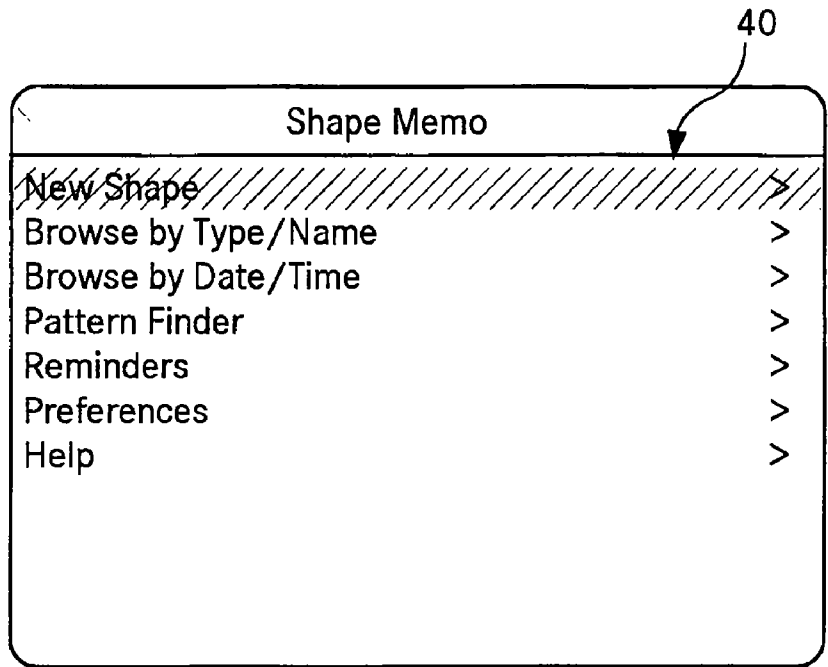 40
Shape Memo
New Shape >
Browse by Type/Name >
Browse by Date/Time >
Pattern Finder >
Reminders >
Preferences >
Help >